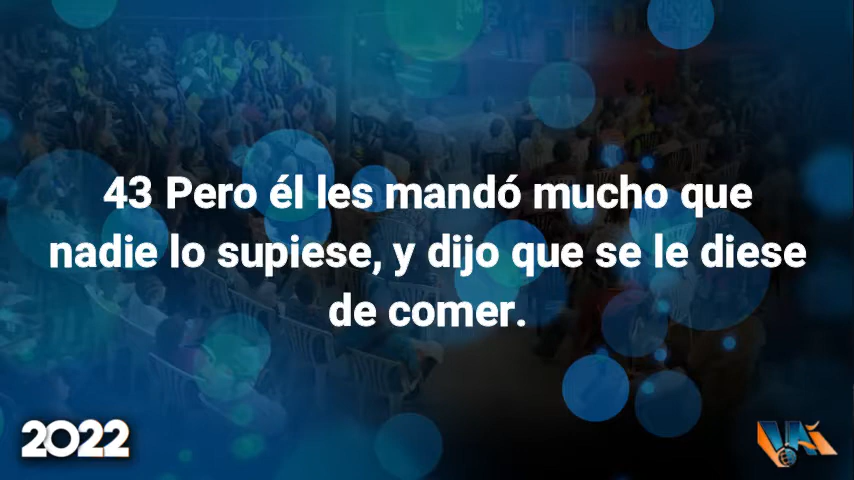 43 Pero él les mandó mucho que
nadie lo supiese, y dijo que se le diese
de comer.
2022